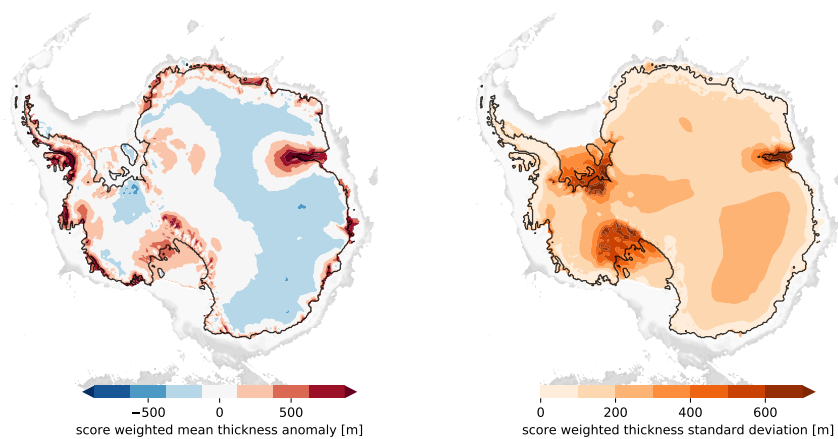 −500 0 500
score weighted mean thickness anomaly [m]
0 200 400 600
score weighted thickness standard deviation [m]